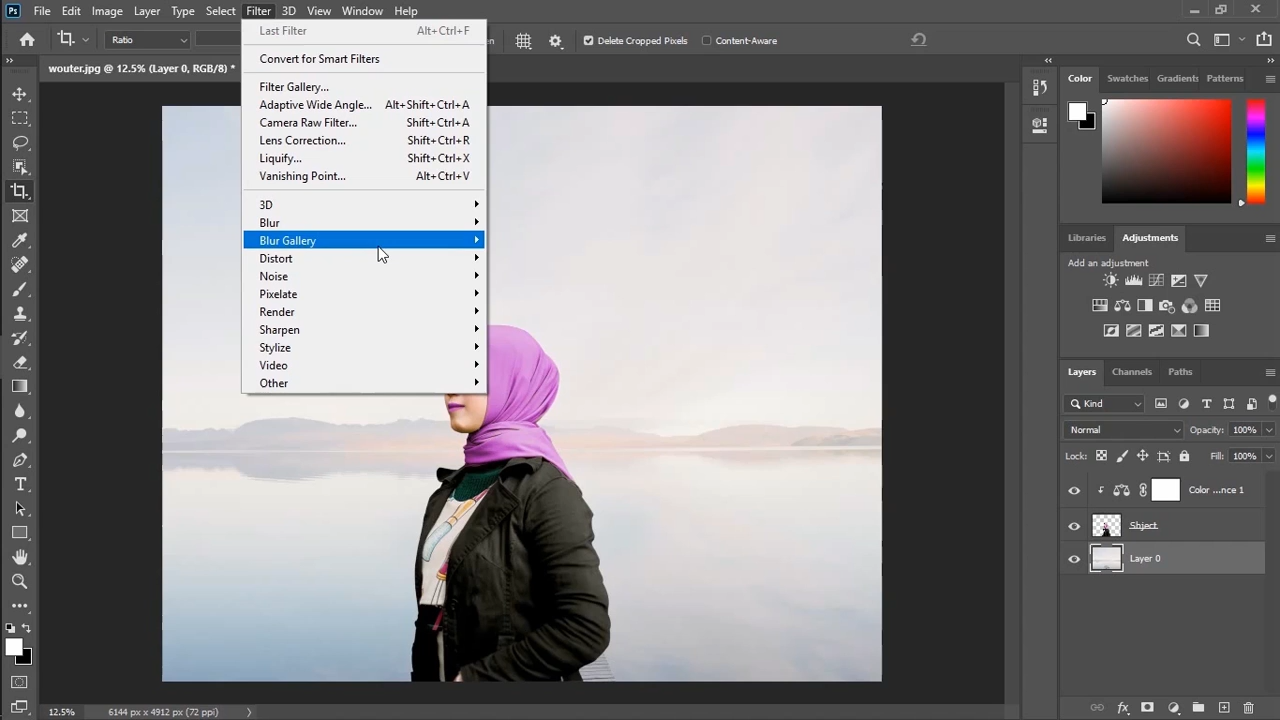 Ps File Edit Image Layer Type Select Filter 3D View Window Help
Ratio
Delete Cropped Pixels Content-Aware
wouter.jpg @ 12.5% (Layer 0, RGB/8) *
Last Filter Alt+Ctrl+F
Convert for Smart Filters
Filter Gallery...
Adaptive Wide Angle... Alt+Shift+Ctrl+A
Camera Raw Filter... Shift+Ctrl+A
Lens Correction... Shift+Ctrl+R
Liquify... Shift+Ctrl+X
Vanishing Point... Alt+Ctrl+V
3D
Blur
Blur Gallery
Distort
Noise
Pixelate
Render
Sharpen
Stylize
Video
Other
Color Swatches Gradients Patterns
Libraries Adjustments
Add an adjustment
Layers Channels Paths
Kind
Normal Opacity: 100%
Lock: Fill: 100%
Color ...nce 1
Sbject
Layer 0
12.5% 6144 px x 4912 px (72 ppi)